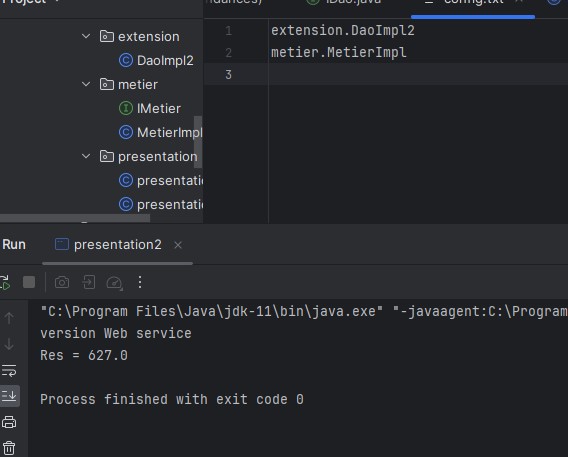 Project
IDao.java
config.txt
extension
DaoImpl2
metier
IMetier
MetierImpl
presentation
presentati
presentati
1 extension.DaoImpl2
2 metier.MetierImpl
3
Run
presentation2
"C:\Program Files\Java\jdk-11\bin\java.exe" "-javaagent:C:\Program
version Web service
Res = 627.0
Process finished with exit code 0